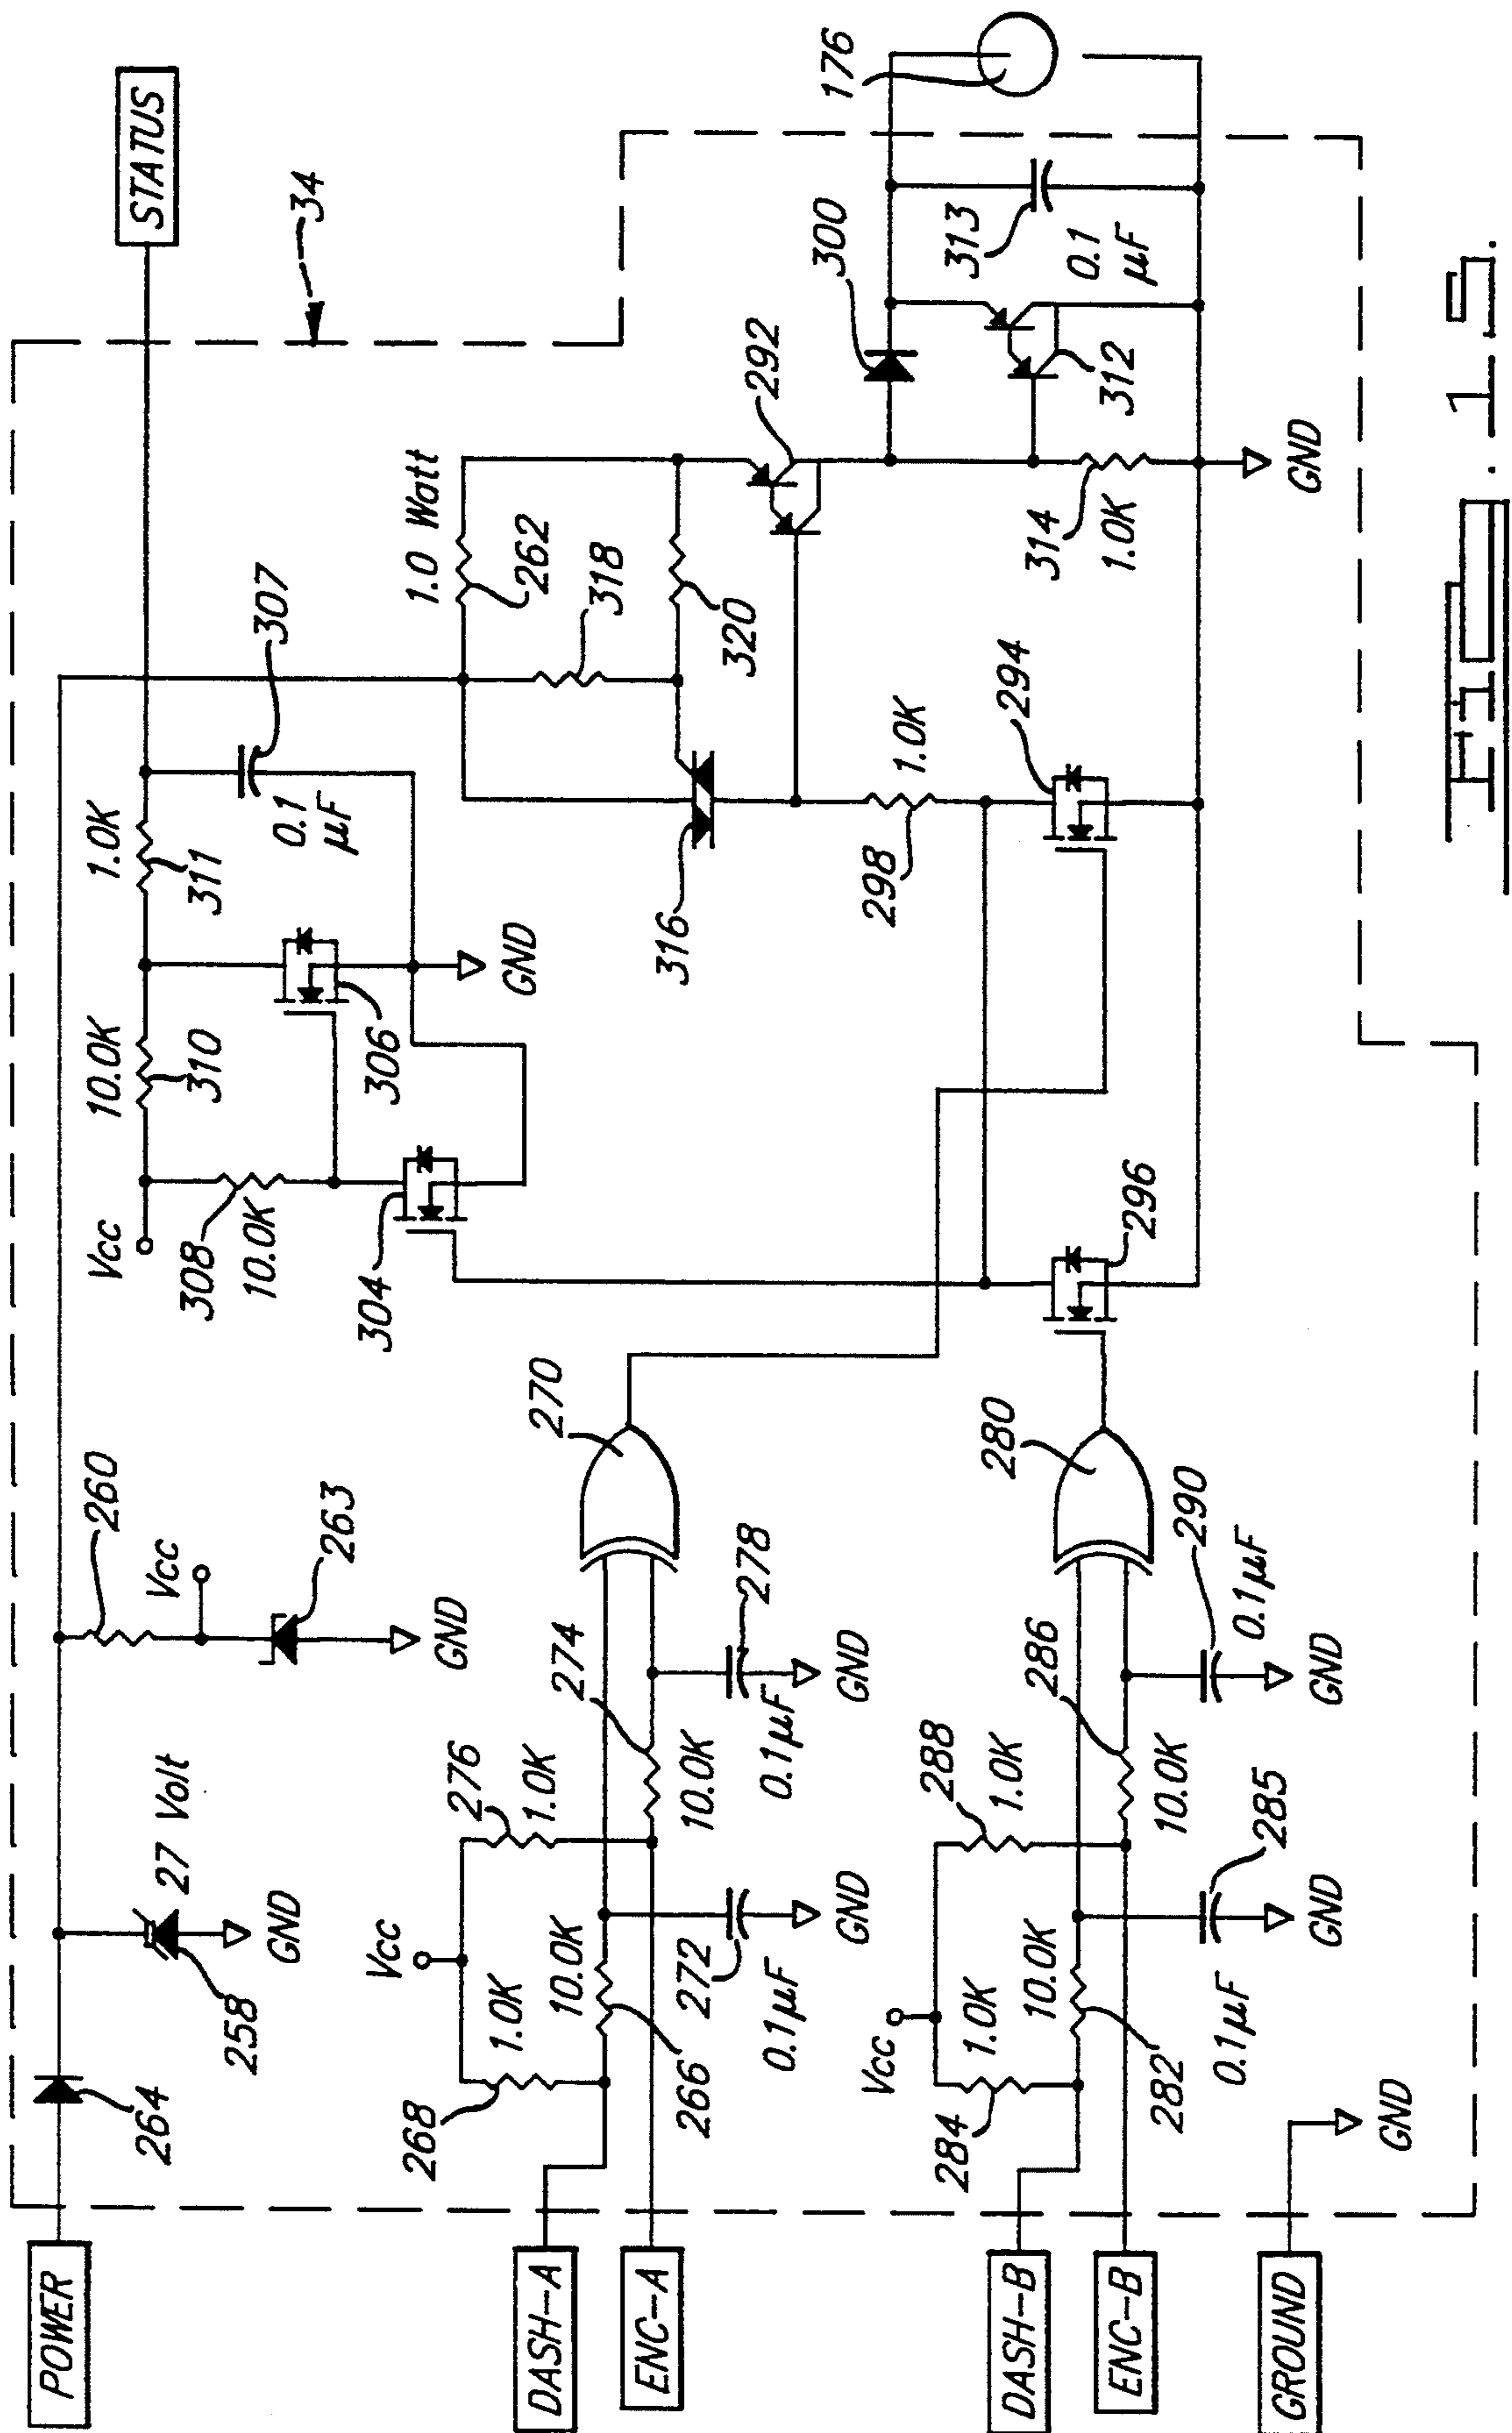 POWER
264
258
27 Volt
GND
260
Vcc
263
GND
DASH-A
ENC-A
Vcc
268
1.0K
276
1.0K
10.0K
266
272
0.1µF
GND
274
10.0K
278
0.1µF
GND
270
DASH-B
ENC-B
Vcc
284
1.0K
288
1.0K
10.0K
282
0.1µF
285
GND
286
10.0K
290
0.1µF
GND
280
GROUND
GND
Vcc
308
10.0K
10.0K
310
304
306
GND
1.0K
311
0.1
µF
307
STATUS
34
1.0 Watt
262
318
320
316
292
298
1.0K
294
296
300
312
314
1.0K
GND
313
0.1
µF
176
FIG. 15.